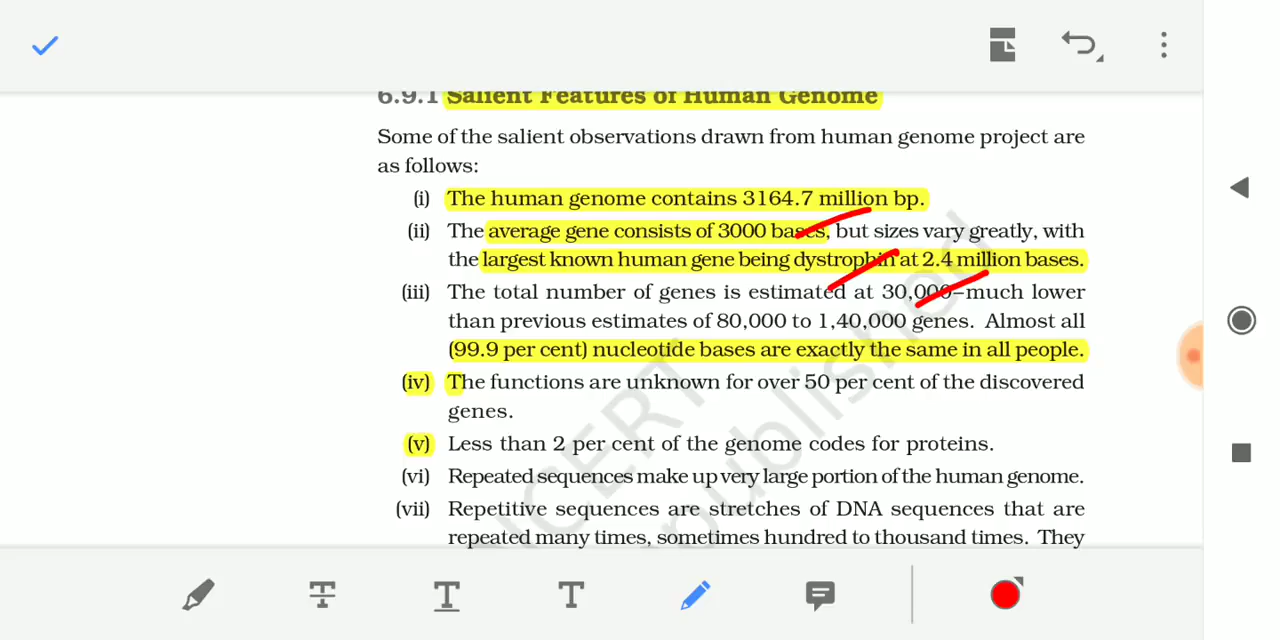 6.9.1 Salient Features of Human Genome
Some of the salient observations drawn from human genome project are
as follows:
(i) The human genome contains 3164.7 million bp.
(ii) The average gene consists of 3000 bases, but sizes vary greatly, with
the largest known human gene being dystrophin at 2.4 million bases.
(iii) The total number of genes is estimated at 30,000–much lower
than previous estimates of 80,000 to 1,40,000 genes. Almost all
(99.9 per cent) nucleotide bases are exactly the same in all people.
(iv) The functions are unknown for over 50 per cent of the discovered
genes.
(v) Less than 2 per cent of the genome codes for proteins.
(vi) Repeated sequences make up very large portion of the human genome.
(vii) Repetitive sequences are stretches of DNA sequences that are
repeated many times, sometimes hundred to thousand times. They
NCERT
published
T T T